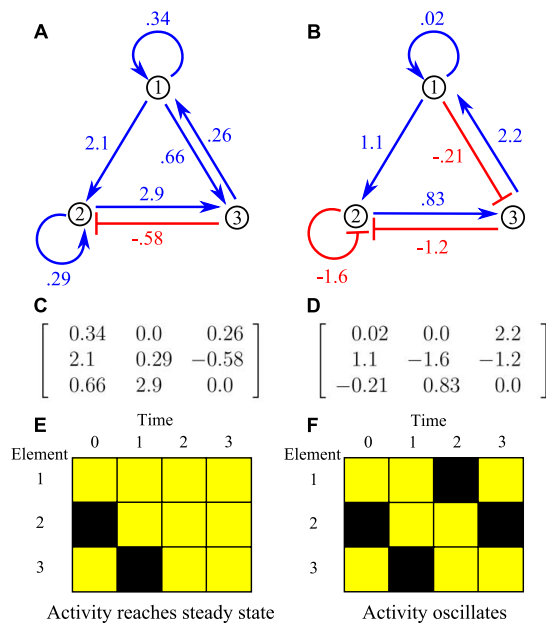 A
B
.34
.02
1
1
2.1
.66
.26
1.1
-.21
2.2
2
2.9
3
2
.83
3
-.58
-1.2
.29
-1.6
C
D
0.34 0.0 0.26
2.1 0.29 −0.58
0.66 2.9 0.0
0.02 0.0 2.2
1.1 −1.6 −1.2
−0.21 0.83 0.0
E
Time
F
Time
0 1 2 3
0 1 2 3
Element
Element
1
2
3
1
2
3
Activity reaches steady state
Activity oscillates